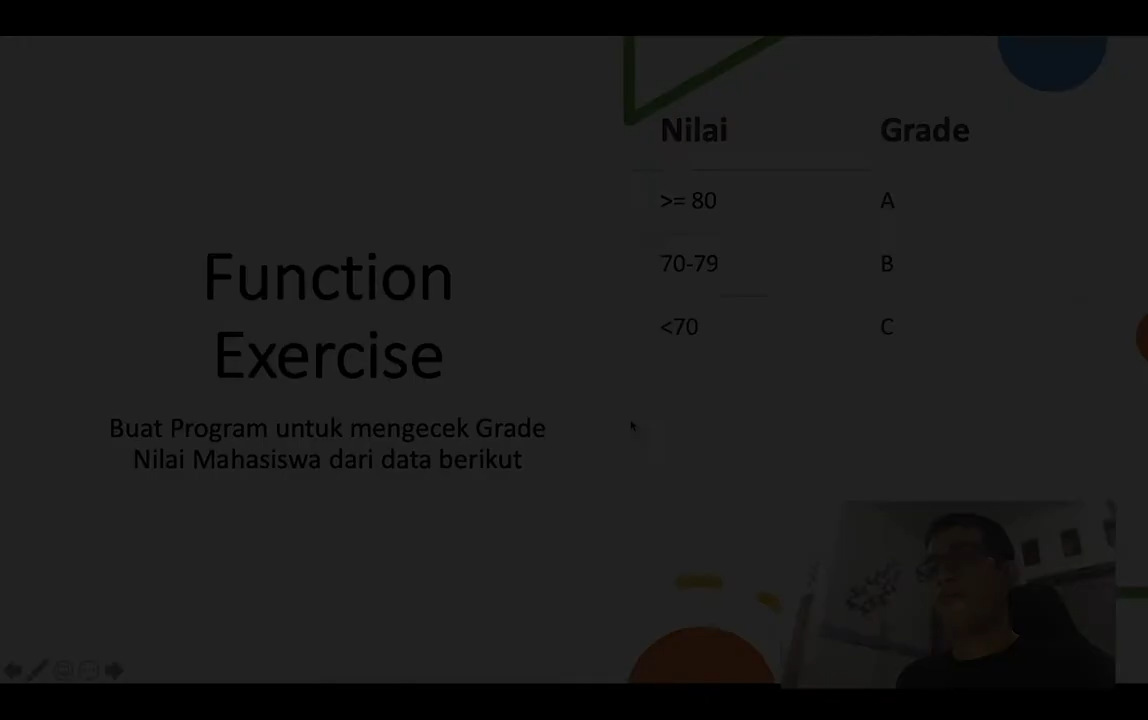 Function
Exercise
Buat Program untuk mengecek Grade
Nilai Mahasiswa dari data berikut
Nilai Grade
>= 80 A
70-79 B
<70 C